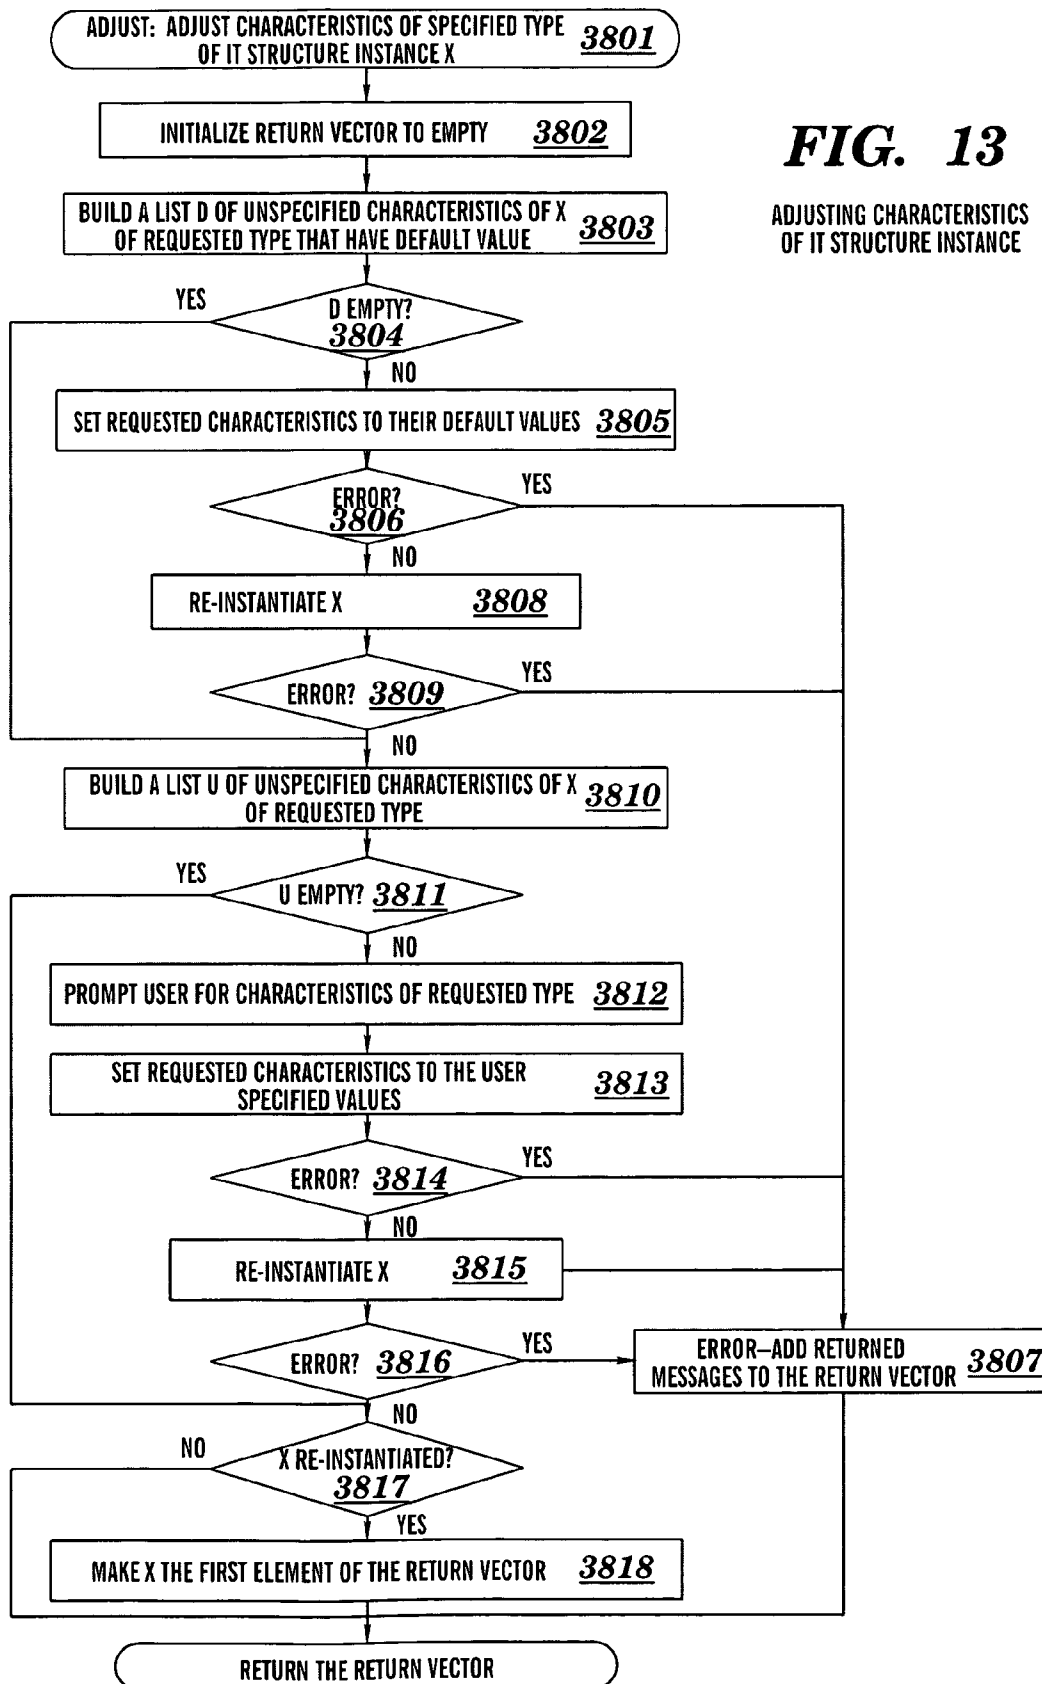 ADJUST: ADJUST CHARACTERISTICS OF SPECIFIED TYPE
OF IT STRUCTURE INSTANCE X
3801
INITIALIZE RETURN VECTOR TO EMPTY 3802
FIG. 13
ADJUSTING CHARACTERISTICS
OF IT STRUCTURE INSTANCE
BUILD A LIST D OF UNSPECIFIED CHARACTERISTICS OF X
OF REQUESTED TYPE THAT HAVE DEFAULT VALUE
3803
YES
D EMPTY?
3804
NO
SET REQUESTED CHARACTERISTICS TO THEIR DEFAULT VALUES 3805
YES
ERROR?
3806
NO
RE-INSTANTIATE X 3808
YES
ERROR? 3809
NO
BUILD A LIST U OF UNSPECIFIED CHARACTERISTICS OF X
OF REQUESTED TYPE
3810
YES
U EMPTY? 3811
NO
PROMPT USER FOR CHARACTERISTICS OF REQUESTED TYPE 3812
SET REQUESTED CHARACTERISTICS TO THE USER
SPECIFIED VALUES
3813
YES
ERROR? 3814
NO
RE-INSTANTIATE X 3815
YES
ERROR? 3816
ERROR–ADD RETURNED
MESSAGES TO THE RETURN VECTOR
3807
NO
NO
X RE-INSTANTIATED?
3817
YES
MAKE X THE FIRST ELEMENT OF THE RETURN VECTOR 3818
RETURN THE RETURN VECTOR